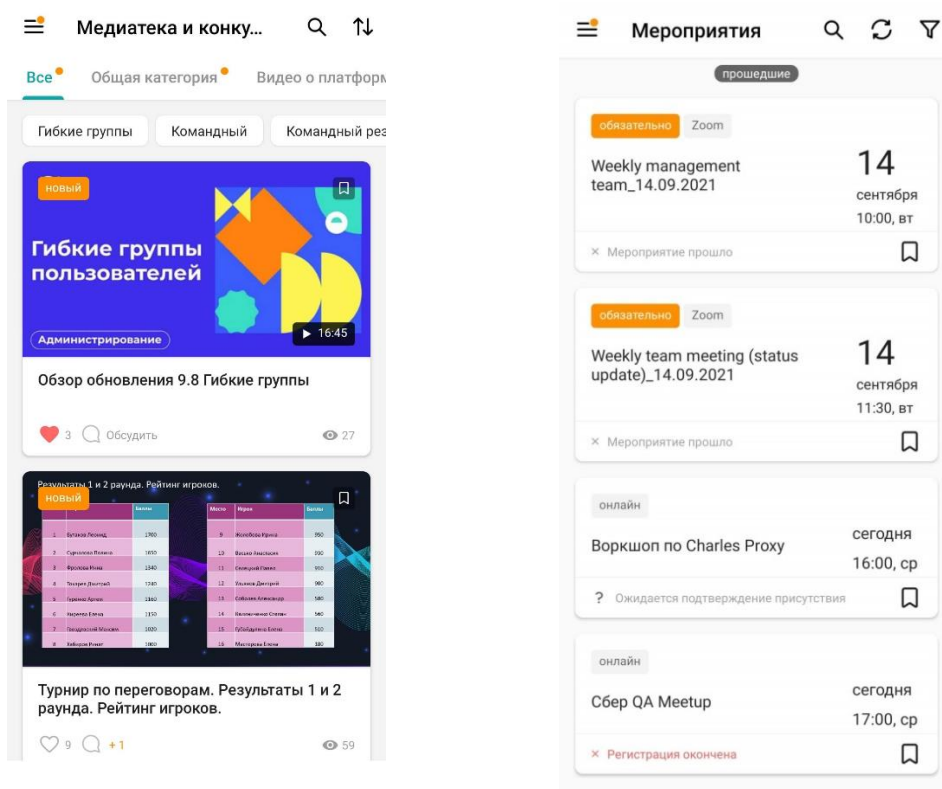 Медиатека и конку...
Все
Общая категория
Видео о платформ
Гибкие группы
Командный
Командный рез
новый
Гибкие группы
пользователей
Администрирование
16:45
Обзор обновления 9.8 Гибкие группы
3
Обсудить
27
Результаты 1 и 2 раунда. Рейтинг игроков.
новый
Баллы
Место
Игрок
Баллы
Турнир по переговорам. Результаты 1 и 2
раунда. Рейтинг игроков.
9
+ 1
59
Мероприятия
прошедшие
обязательно
Zoom
Weekly management
team_14.09.2021
14
сентября
10:00, вт
× Мероприятие прошло
обязательно
Zoom
Weekly team meeting (status
update)_14.09.2021
14
сентября
11:30, вт
× Мероприятие прошло
онлайн
Воркшоп по Charles Proxy
сегодня
16:00, ср
? Ожидается подтверждение присутствия
онлайн
Сбер QA Meetup
сегодня
17:00, ср
× Регистрация окончена